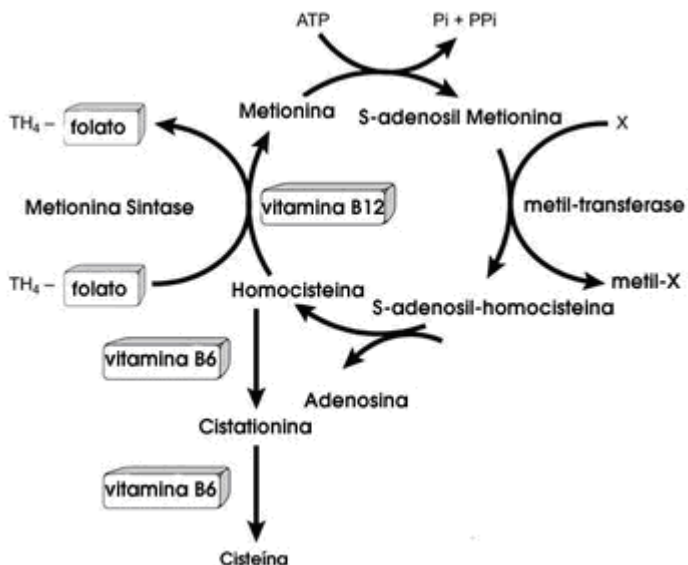 ATP
Pi + PPi
Metionina
S-adenosil Metionina
TH₄ – folato
X
Metionina Sintase
vitamina B12
metil-transferase
TH₄ – folato
Homocisteina
metil-X
S-adenosil-homocisteina
vitamina B6
Adenosina
Cistationina
vitamina B6
Cisteína